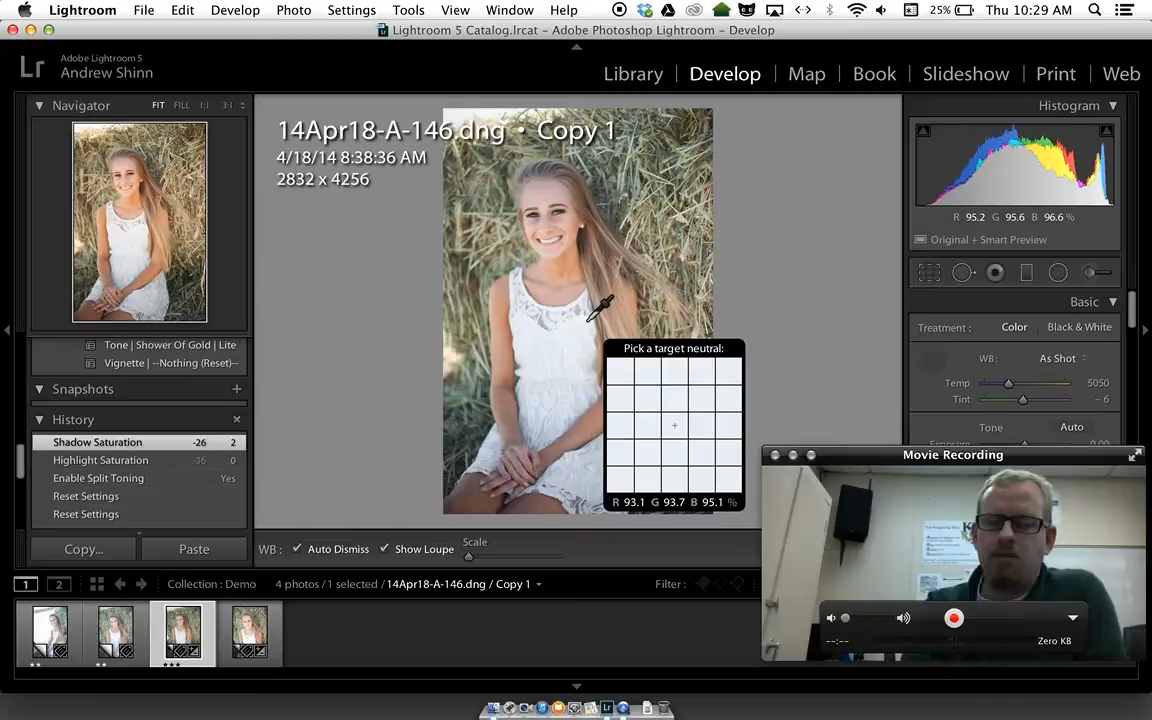 Lightroom File Edit Develop Photo Settings Tools View Window Help 25% Thu 10:29 AM
Lightroom 5 Catalog.lrcat – Adobe Photoshop Lightroom – Develop
Lr Adobe Lightroom 5
Andrew Shinn
Library Develop Map Book Slideshow Print Web
Navigator FIT FILL 1:1 3:1
14Apr18-A-146.dng • Copy 1
4/18/14 8:38:36 AM
2832 x 4256
Histogram
R 95.2 G 95.6 B 96.6 %
Original + Smart Preview
Basic
Treatment : Color Black & White
WB: As Shot
Temp 5050
Tint – 6
Tone Auto
Exposure 0.00
Tone | Shower Of Gold | Lite
Vignette | --Nothing (Reset)--
Snapshots
History
Shadow Saturation -26 2
Highlight Saturation -36 0
Enable Split Toning Yes
Reset Settings
Reset Settings
Copy... Paste
Pick a target neutral:
R 93.1 G 93.7 B 95.1 %
WB: Auto Dismiss Show Loupe Scale
1 2 Collection : Demo 4 photos / 1 selected / 14Apr18-A-146.dng / Copy 1 Filter :
Movie Recording
--:-- Zero KB
Lr